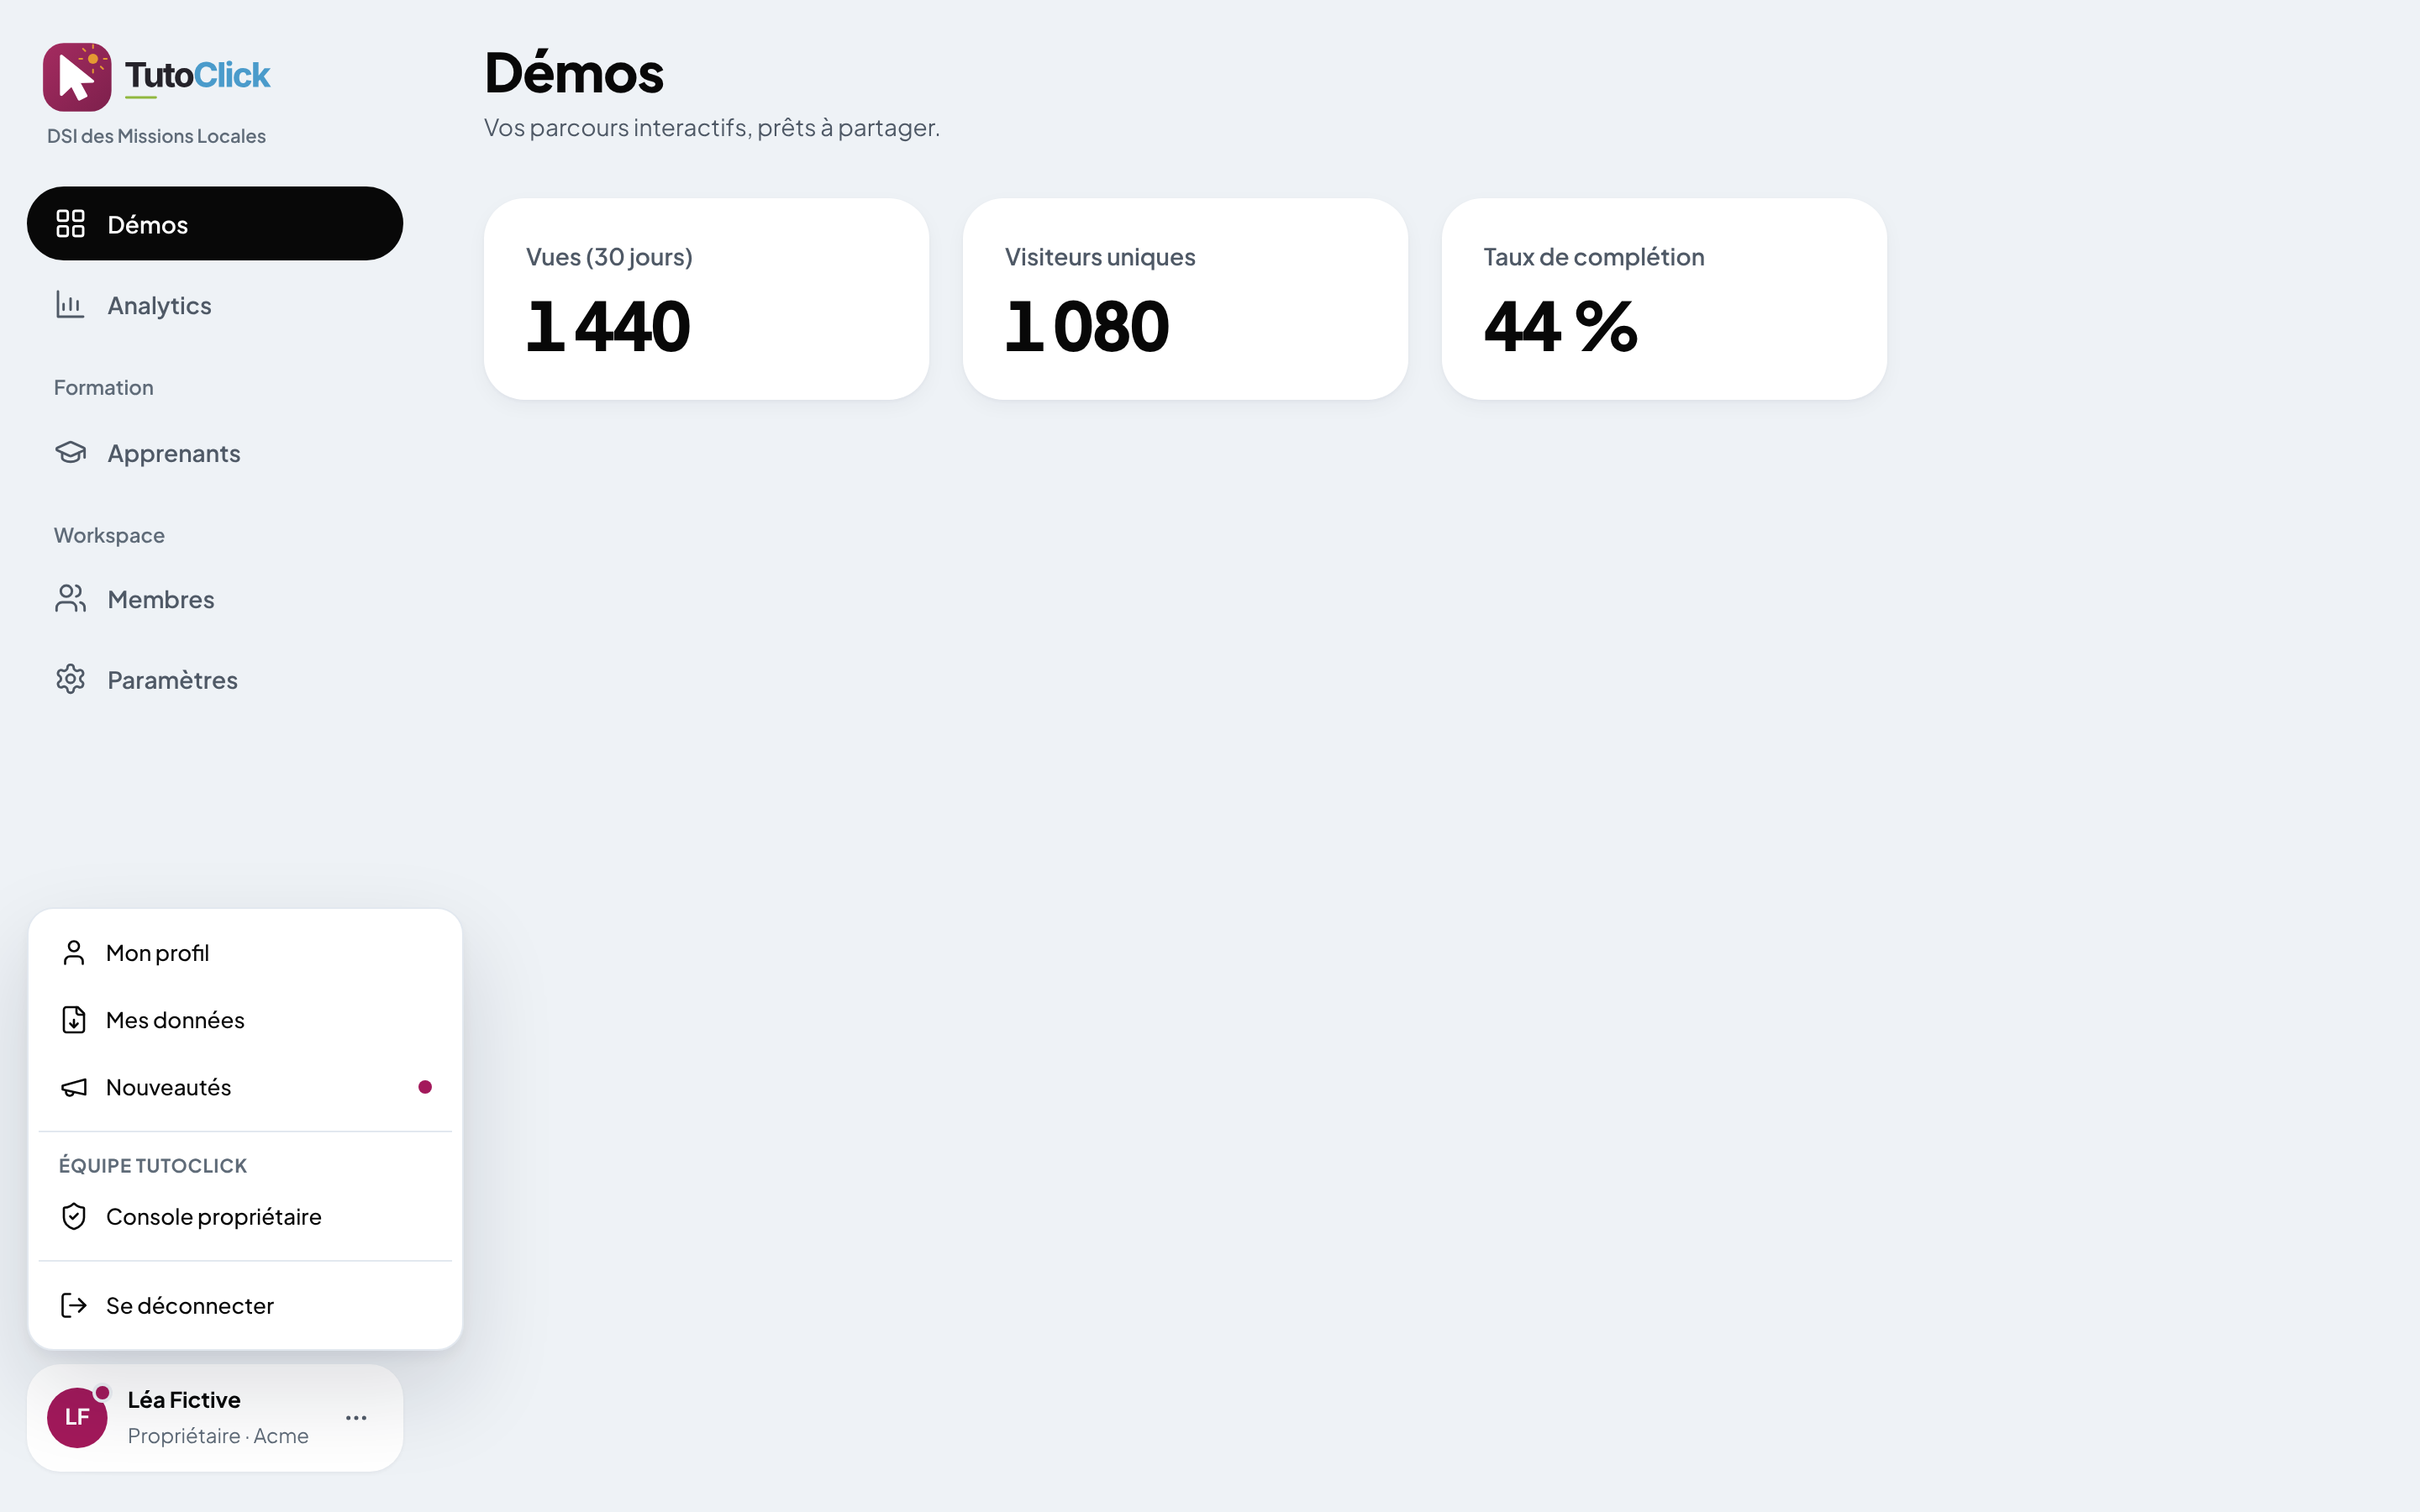 TutoClick
DSI des Missions Locales
Démos
Analytics
Formation
Apprenants
Workspace
Membres
Paramètres
Mon profil
Mes données
Nouveautés
ÉQUIPE TUTOCLICK
Console propriétaire
Se déconnecter
LF
Léa Fictive
Propriétaire · Acme
Démos
Vos parcours interactifs, prêts à partager.
Vues (30 jours)
1 440
Visiteurs uniques
1 080
Taux de complétion
44 %